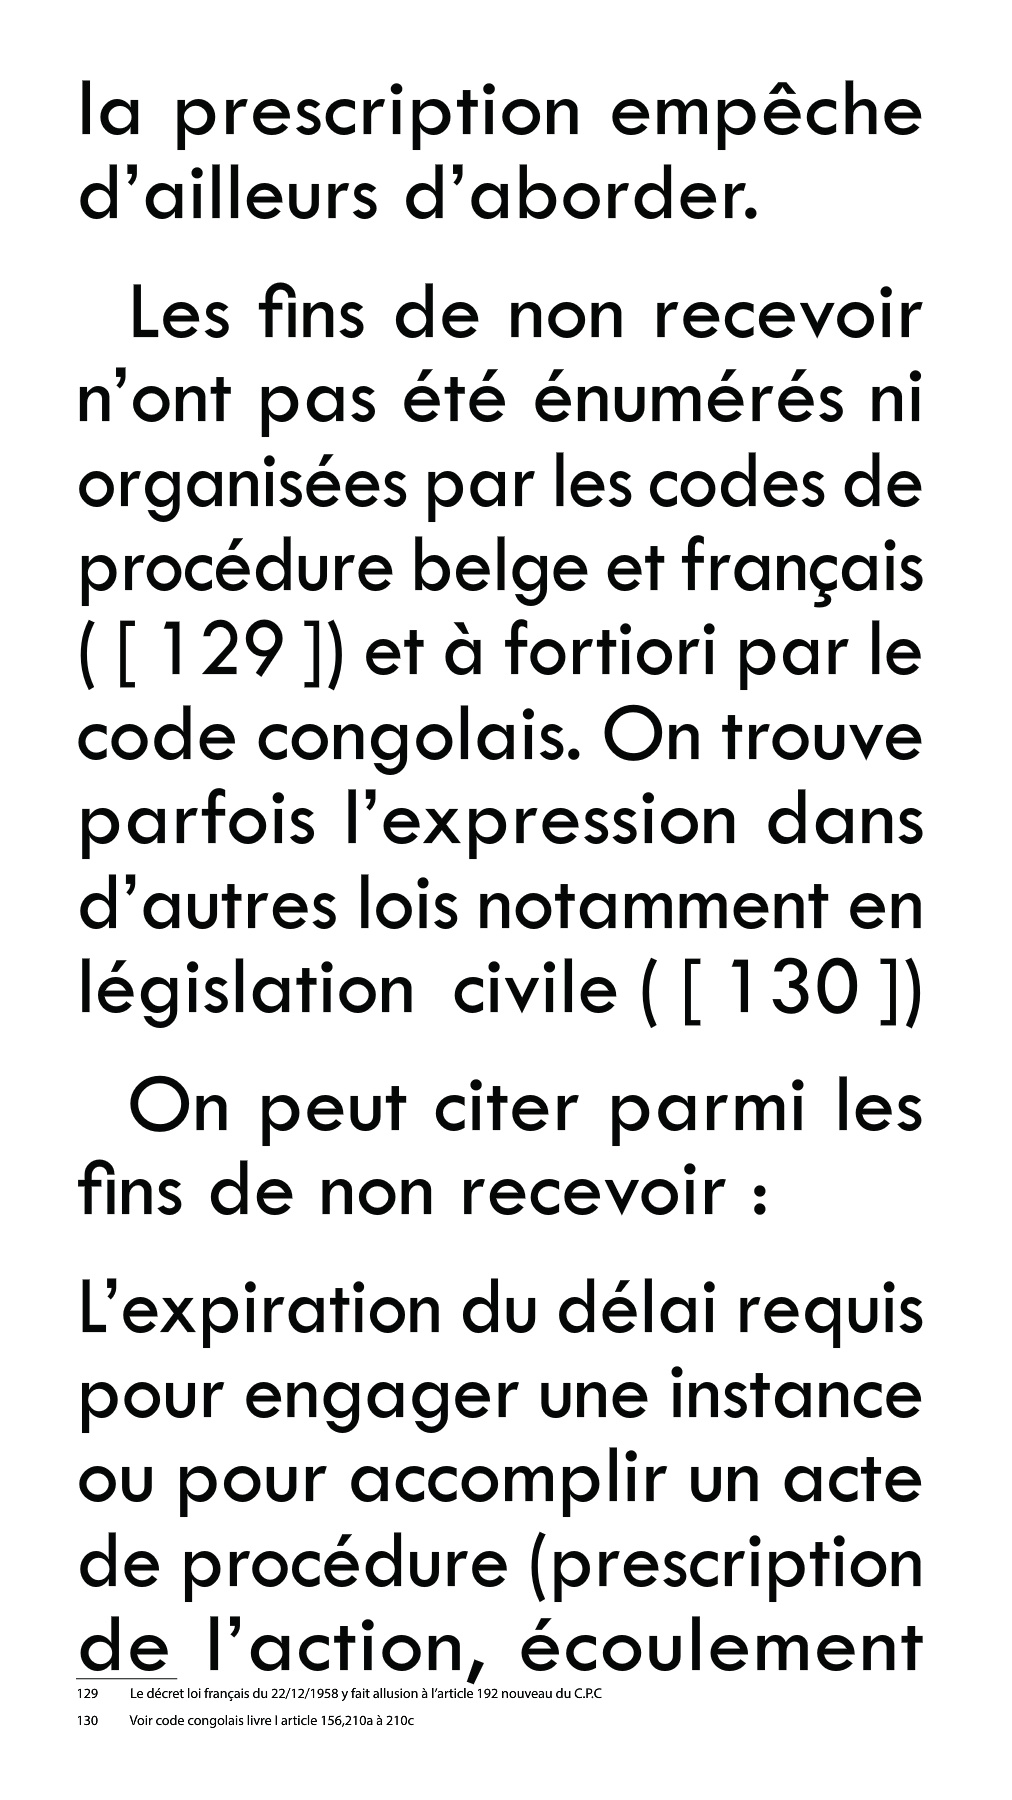 la prescription empêche
d’ailleurs d’aborder.
Les fins de non recevoir
n’ont pas été énumérés ni
organisées par les codes de
procédure belge et français
( [ 129 ]) et à fortiori par le
code congolais. On trouve
parfois l’expression dans
d’autres lois notamment en
législation civile ( [ 130 ])
On peut citer parmi les
fins de non recevoir :
L’expiration du délai requis
pour engager une instance
ou pour accomplir un acte
de procédure (prescription
de l’action, écoulement
129 Le décret loi français du 22/12/1958 y fait allusion à l’article 192 nouveau du C.P.C
130 Voir code congolais livre I article 156,210a à 210c